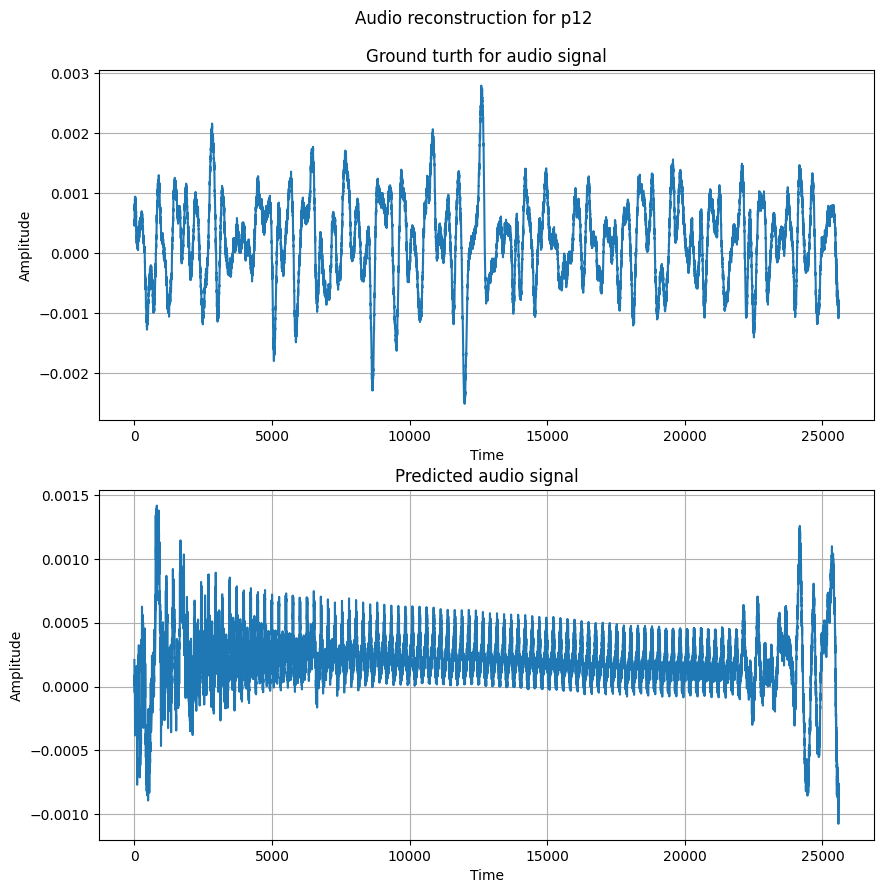 Audio reconstruction for p12
Ground turth for audio signal
0.003
0.002
0.001
0.000
−0.001
−0.002
Amplitude
0 5000 10000 15000 20000 25000
Time
Predicted audio signal
0.0015
0.0010
0.0005
0.0000
−0.0005
−0.0010
Amplitude
0 5000 10000 15000 20000 25000
Time